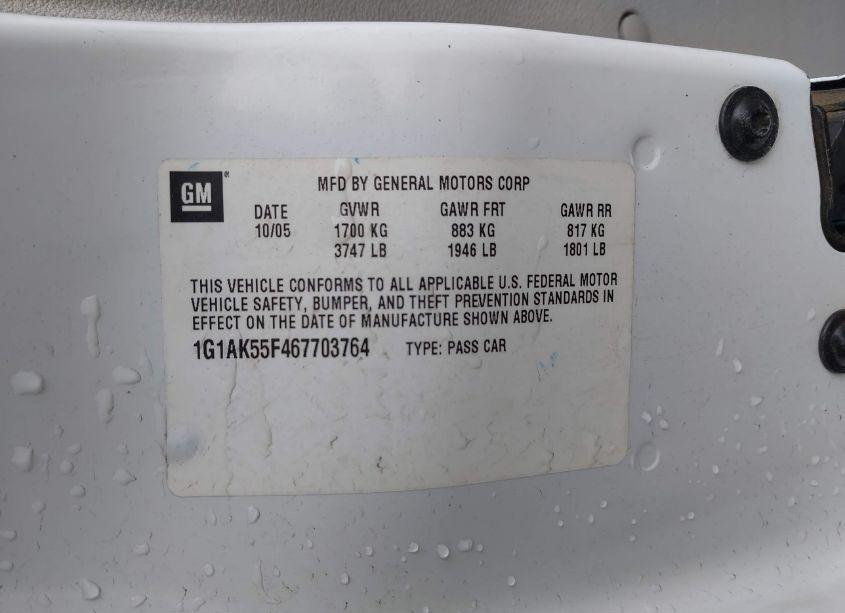 GM®
MFD BY GENERAL MOTORS CORP
DATE GVWR GAWR FRT GAWR RR
10/05 1700 KG 883 KG 817 KG
3747 LB 1946 LB 1801 LB
THIS VEHICLE CONFORMS TO ALL APPLICABLE U.S. FEDERAL MOTOR
VEHICLE SAFETY, BUMPER, AND THEFT PREVENTION STANDARDS IN
EFFECT ON THE DATE OF MANUFACTURE SHOWN ABOVE.
1G1AK55F467703764 TYPE: PASS CAR